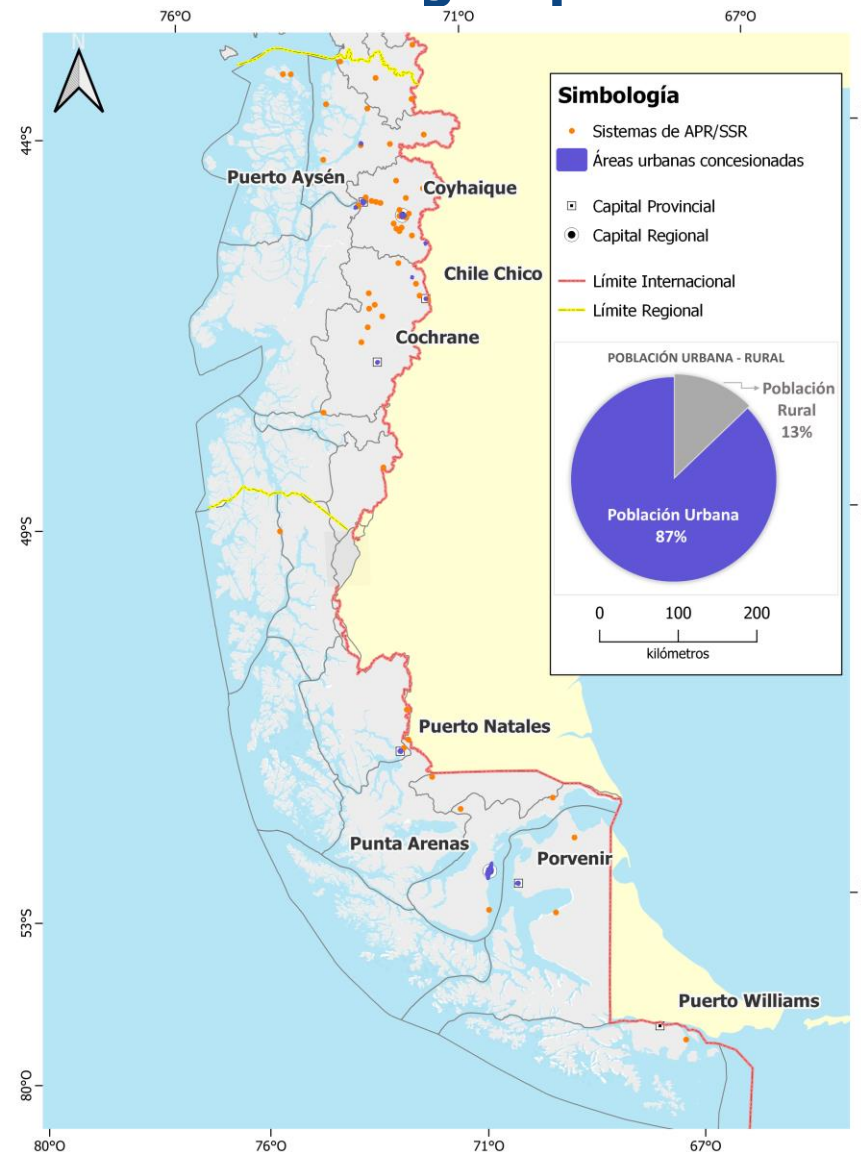 76°O
71°O
67°O
N
44°S
Puerto Aysén
Coyhaique
Chile Chico
Cochrane
49°S
Puerto Natales
Punta Arenas
Porvenir
53°S
Puerto Williams
80°O
80°O
76°O
71°O
67°O
Simbología
Sistemas de APR/SSR
Áreas urbanas concesionadas
Capital Provincial
Capital Regional
Límite Internacional
Límite Regional
POBLACIÓN URBANA - RURAL
Población
Rural
13%
Población Urbana
87%
0 100 200
kilómetros